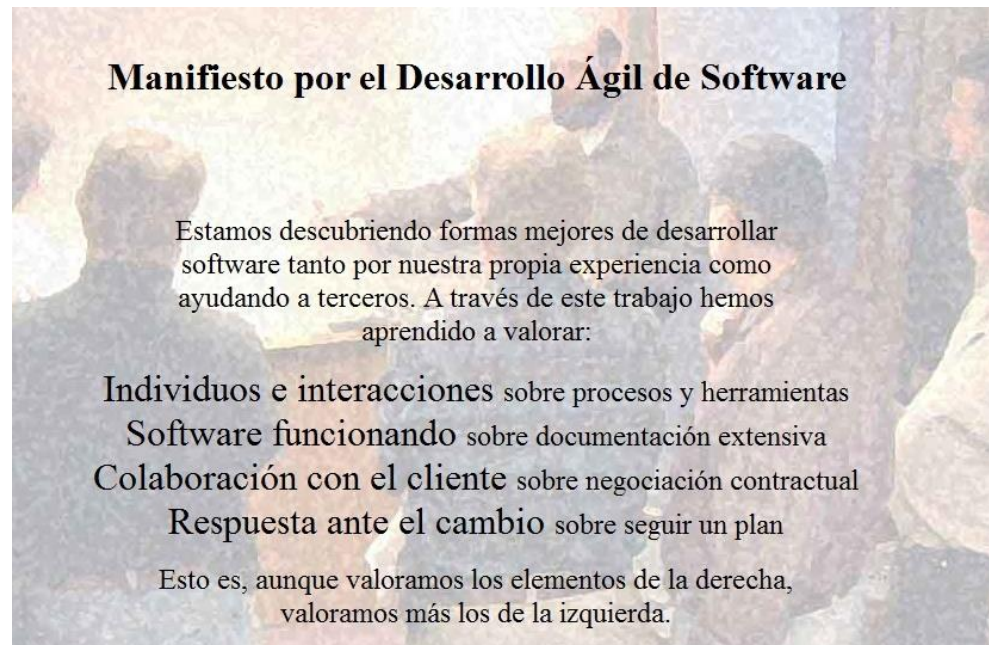 Manifiesto por el Desarrollo Ágil de Software
Estamos descubriendo formas mejores de desarrollar
software tanto por nuestra propia experiencia como
ayudando a terceros. A través de este trabajo hemos
aprendido a valorar:
Individuos e interacciones sobre procesos y herramientas
Software funcionando sobre documentación extensiva
Colaboración con el cliente sobre negociación contractual
Respuesta ante el cambio sobre seguir un plan
Esto es, aunque valoramos los elementos de la derecha,
valoramos más los de la izquierda.